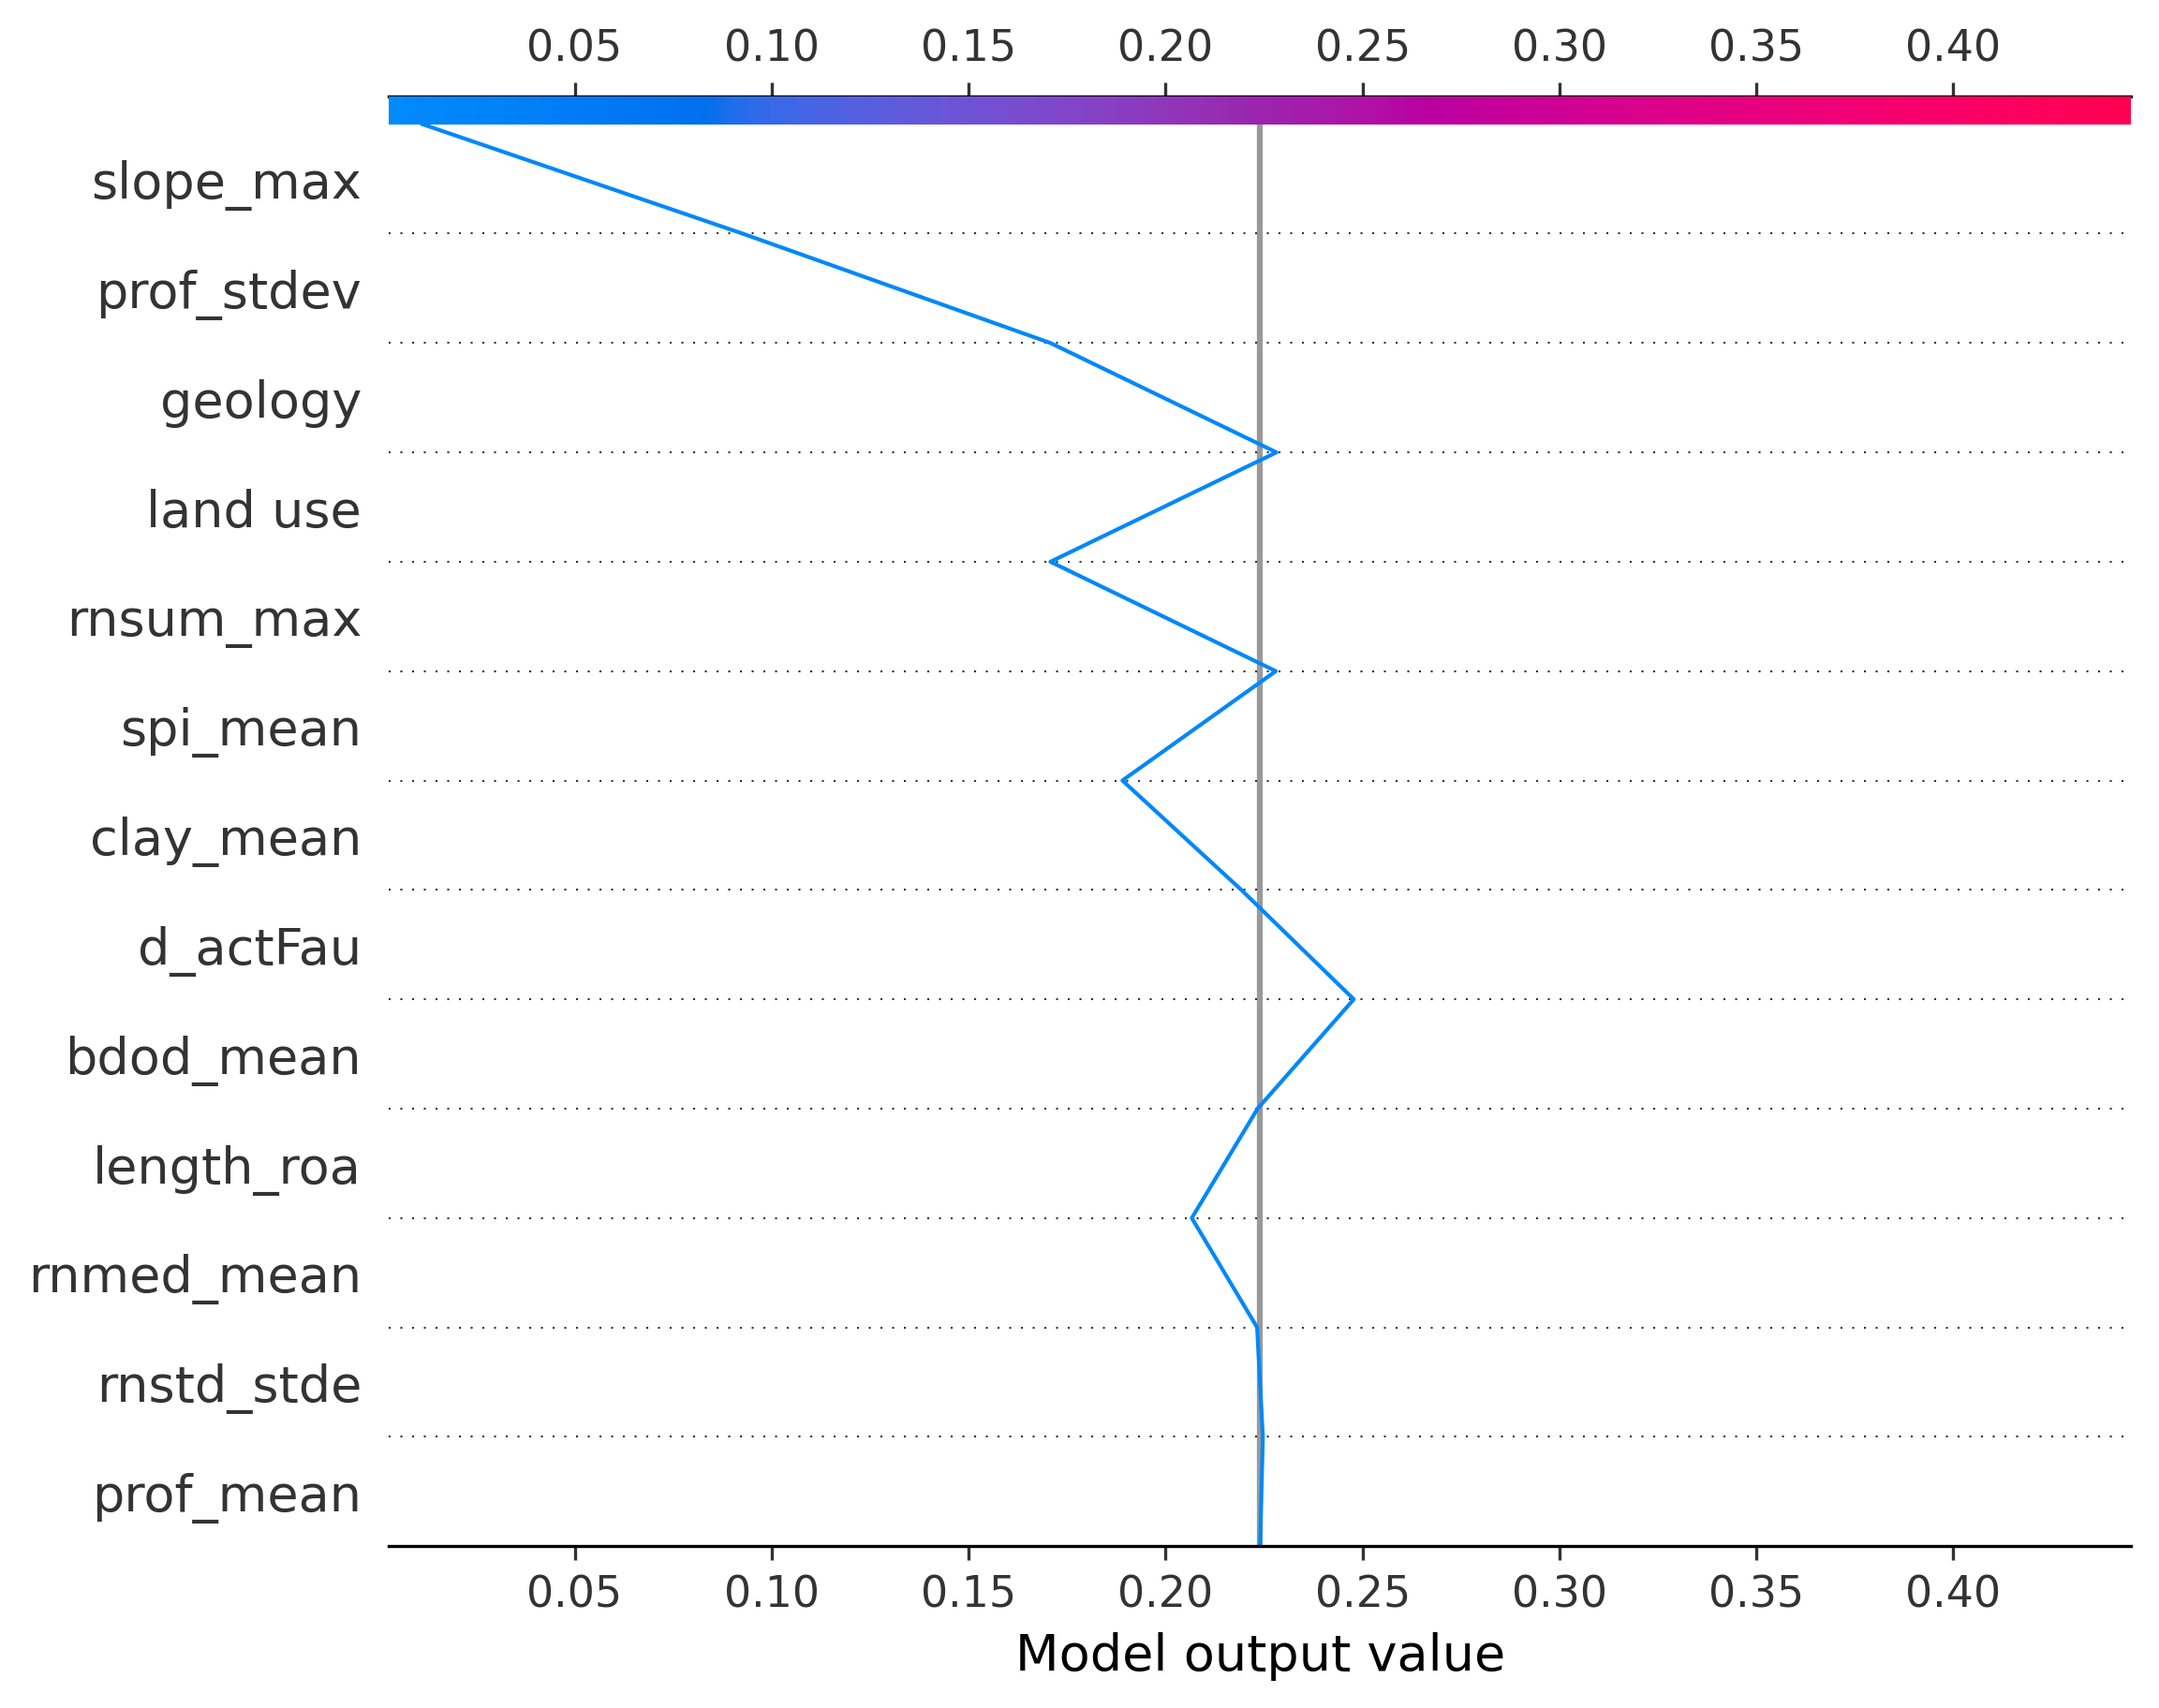 0.05 0.10 0.15 0.20 0.25 0.30 0.35 0.40
slope_max
prof_stdev
geology
land use
rnsum_max
spi_mean
clay_mean
d_actFau
bdod_mean
length_roa
rnmed_mean
rnstd_stde
prof_mean
0.05 0.10 0.15 0.20 0.25 0.30 0.35 0.40
Model output value